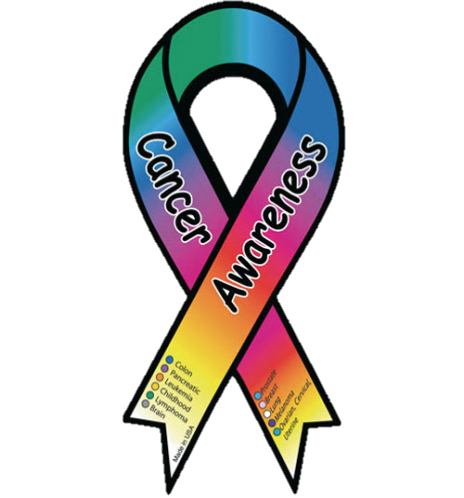 Cancer
Awareness
Colon
Pancreatic
Leukemia
Childhood
Lymphoma
Brain
Made in USA
Prostate
Breast
Lung
Melanoma
Ovarian, Cervical,
Uterine